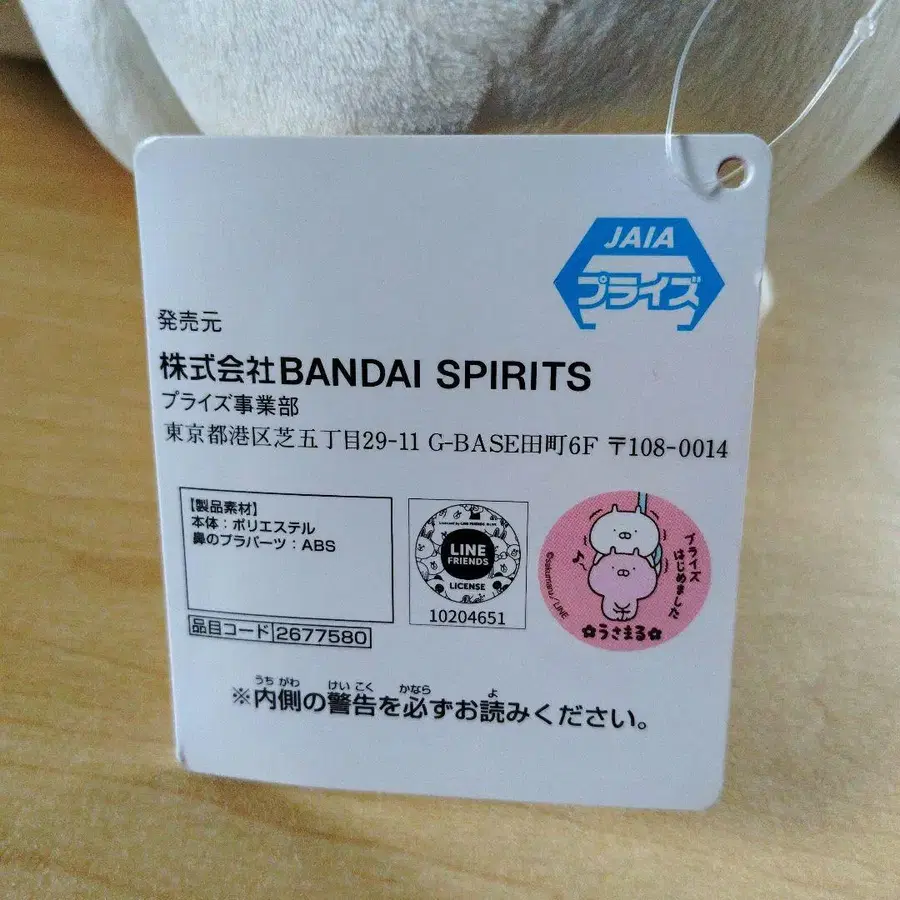 JAIA
プライズ
発売元
株式会社BANDAI SPIRITS
プライズ事業部
東京都港区芝五丁目29-11 G-BASE田町6F 〒108-0014
【製品素材】
本体：ポリエステル
鼻のプラパーツ：ABS
品目コード 2677580
LINE
FRIENDS
LICENSE
10204651
プライズ
はじめました
©sakumaru / LINE
✿うさまる✿
うちがわ けいこく かなら よ
※内側の警告を必ずお読みください。